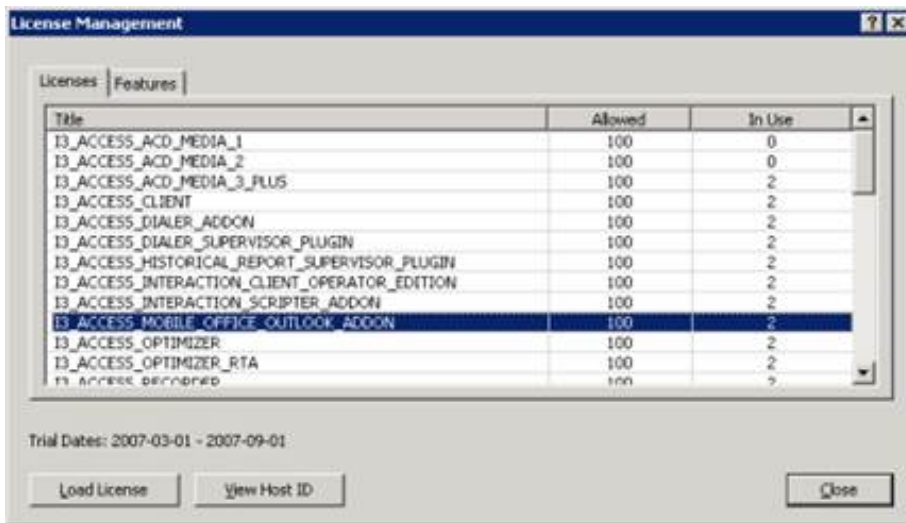 License Management
Licenses Features
Title Allowed In Use
I3_ACCESS_ACD_MEDIA_1 100 0
I3_ACCESS_ACD_MEDIA_2 100 0
I3_ACCESS_ACD_MEDIA_3_PLUS 100 2
I3_ACCESS_CLIENT 100 2
I3_ACCESS_DIALER_ADDON 100 2
I3_ACCESS_DIALER_SUPERVISOR_PLUGIN 100 2
I3_ACCESS_HISTORICAL_REPORT_SUPERVISOR_PLUGIN 100 2
I3_ACCESS_INTERACTION_CLIENT_OPERATOR_EDITION 100 2
I3_ACCESS_INTERACTION_SCRIPTER_ADDON 100 2
I3_ACCESS_MOBILE_OFFICE_OUTLOOK_ADDON 100 2
I3_ACCESS_OPTIMIZER 100 2
I3_ACCESS_OPTIMIZER_RTA 100 2
I3_ACCESS_RECORDER 100 2
Trial Dates: 2007-03-01 - 2007-09-01
Load License View Host ID Close